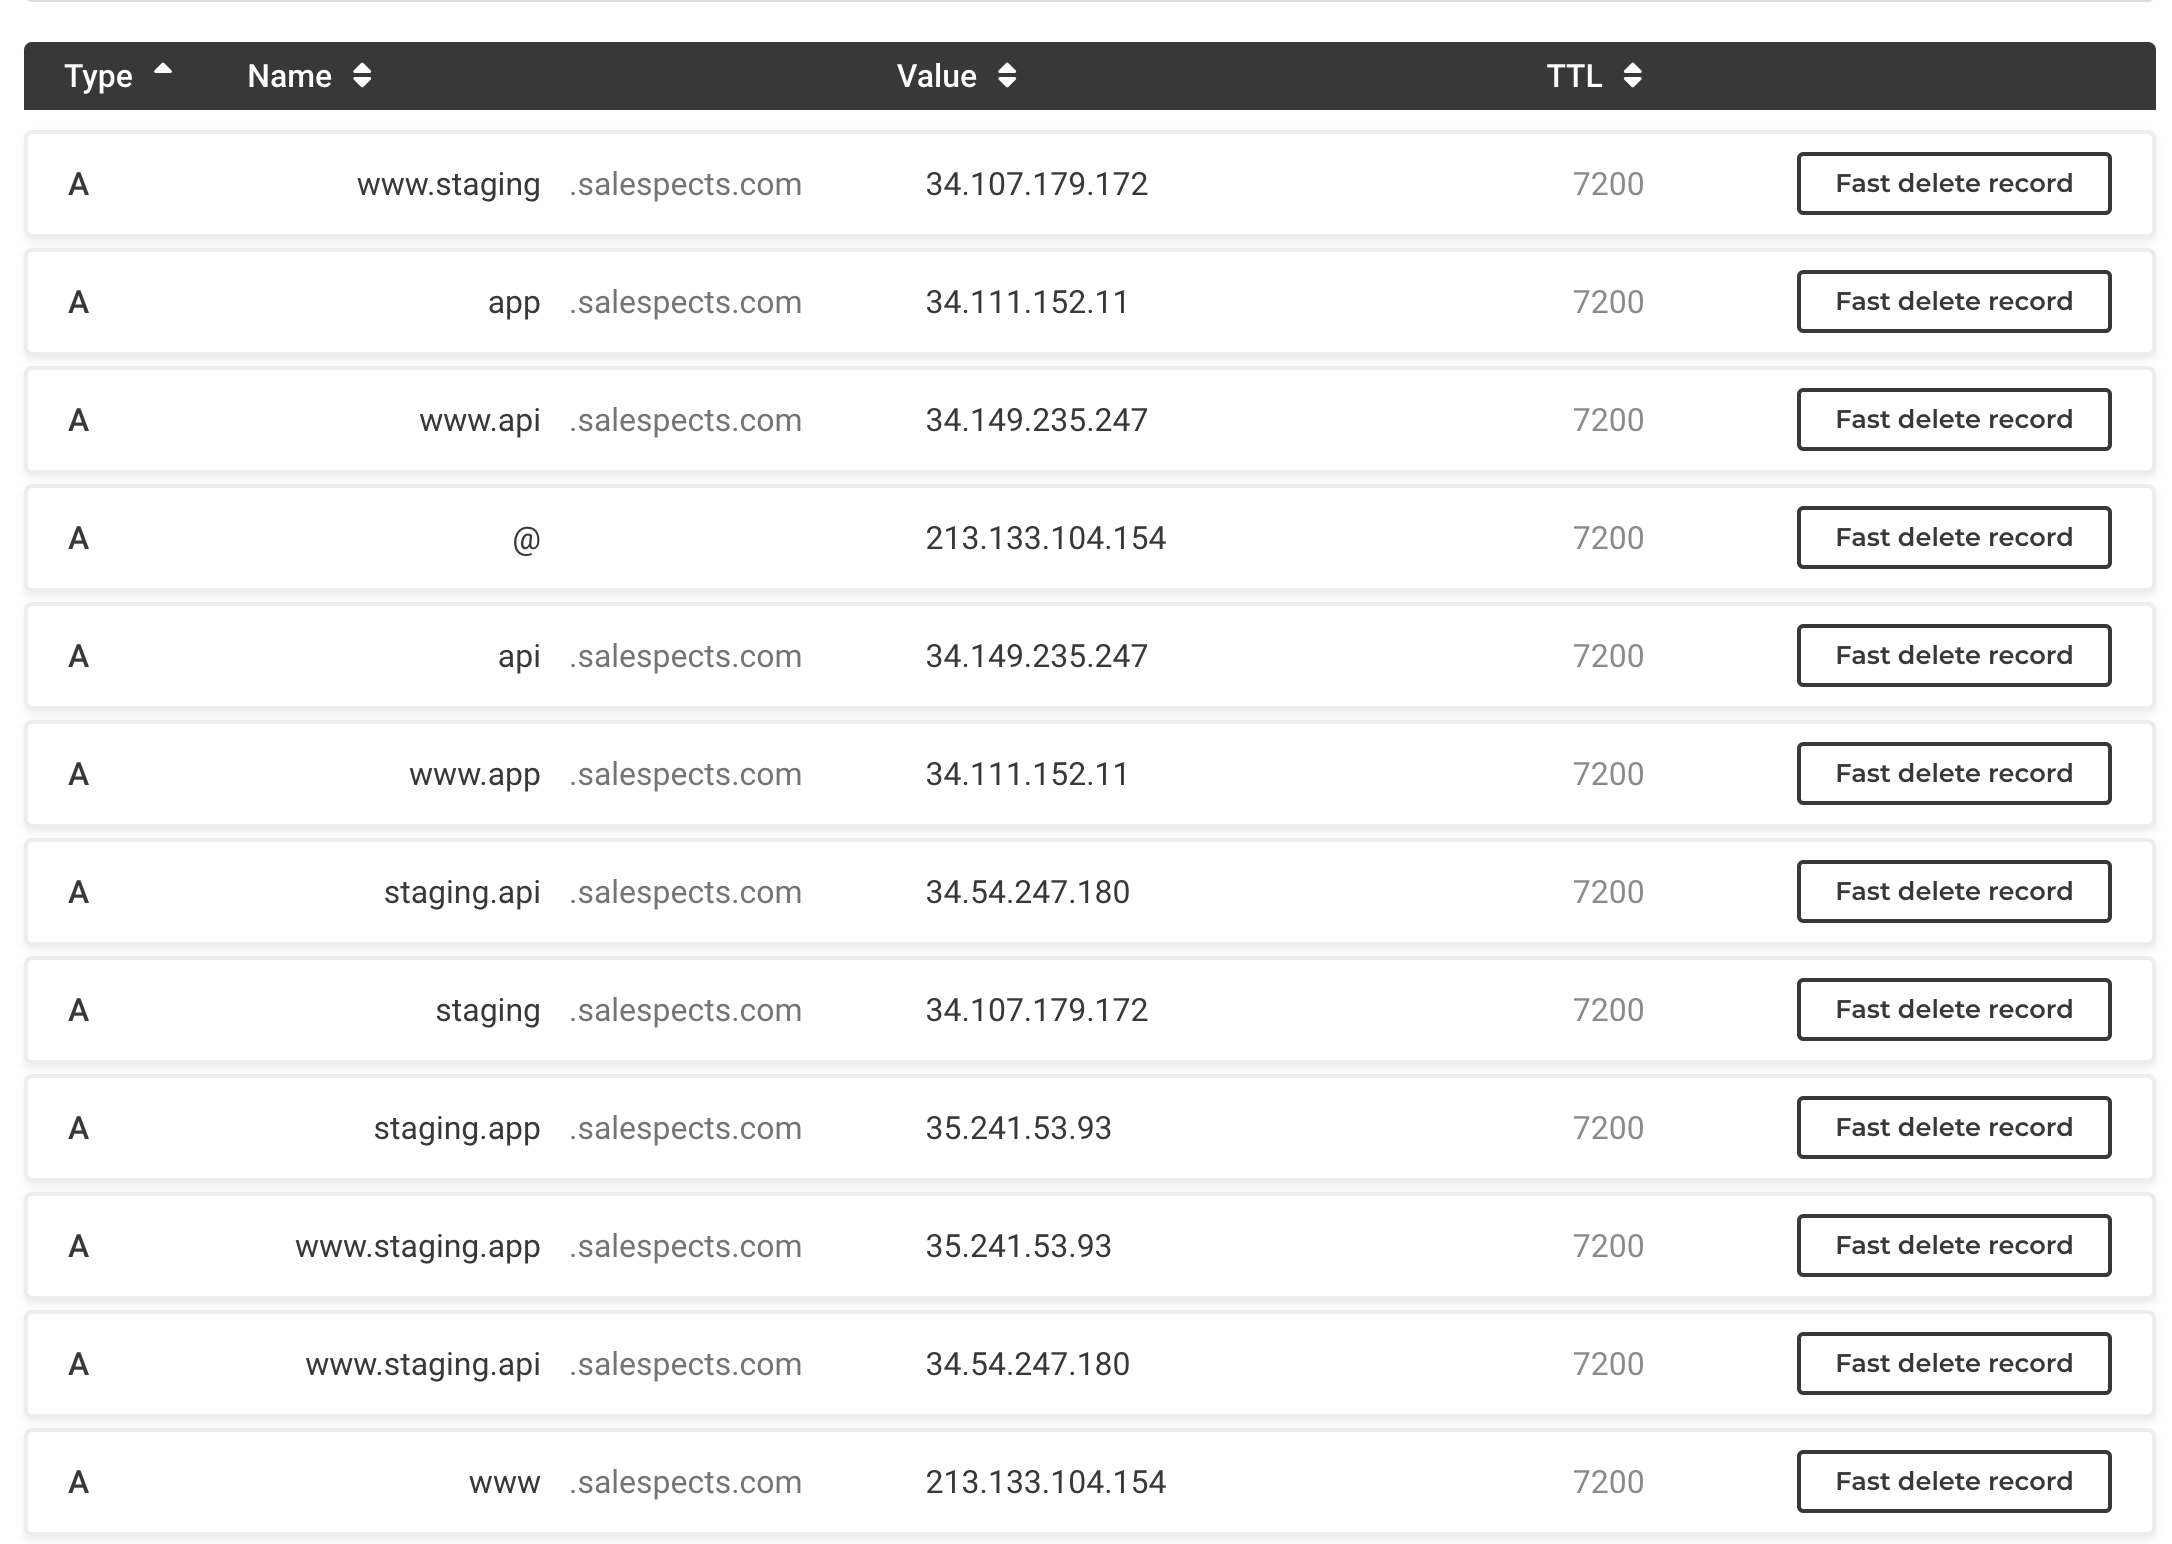 Type Name Value TTL
A www.staging .salespects.com 34.107.179.172 7200 Fast delete record
A app .salespects.com 34.111.152.11 7200 Fast delete record
A www.api .salespects.com 34.149.235.247 7200 Fast delete record
A @ 213.133.104.154 7200 Fast delete record
A api .salespects.com 34.149.235.247 7200 Fast delete record
A www.app .salespects.com 34.111.152.11 7200 Fast delete record
A staging.api .salespects.com 34.54.247.180 7200 Fast delete record
A staging .salespects.com 34.107.179.172 7200 Fast delete record
A staging.app .salespects.com 35.241.53.93 7200 Fast delete record
A www.staging.app .salespects.com 35.241.53.93 7200 Fast delete record
A www.staging.api .salespects.com 34.54.247.180 7200 Fast delete record
A www .salespects.com 213.133.104.154 7200 Fast delete record